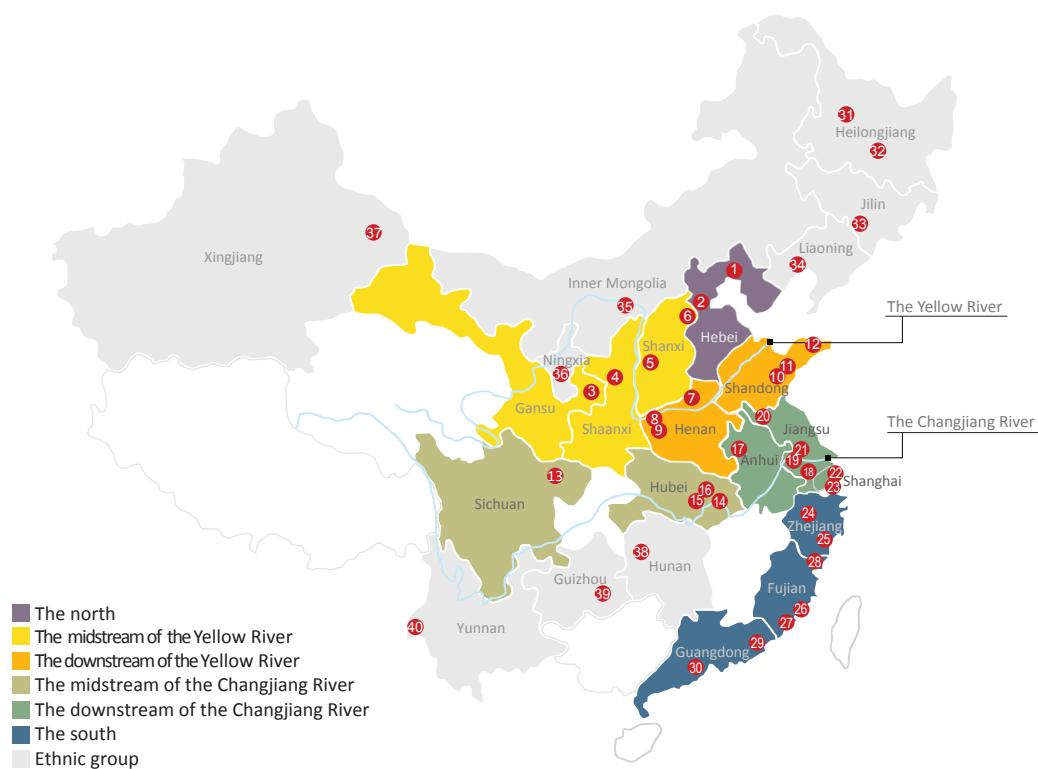 31
Heilongjiang
32
Jilin
33
Liaoning
34
37
Xingjiang
1
Inner Mongolia
35
2
6
The Yellow River
Hebei
12
Shanxi
5
11
10
Shandong
Ningxia
36
4
3
7
Gansu
20
The Changjiang River
8
9
Henan
Jiangsu
Shaanxi
17
Anhui
21
19
18
22
Shanghai
23
13
Sichuan
Hubei
16
15
14
24
Zhejiang
25
38
Hunan
28
Guizhou
39
Fujian
26
27
40
Yunnan
29
Guangdong
30
The north
The midstream of the Yellow River
The downstream of the Yellow River
The midstream of the Changjiang River
The downstream of the Changjiang River
The south
Ethnic group